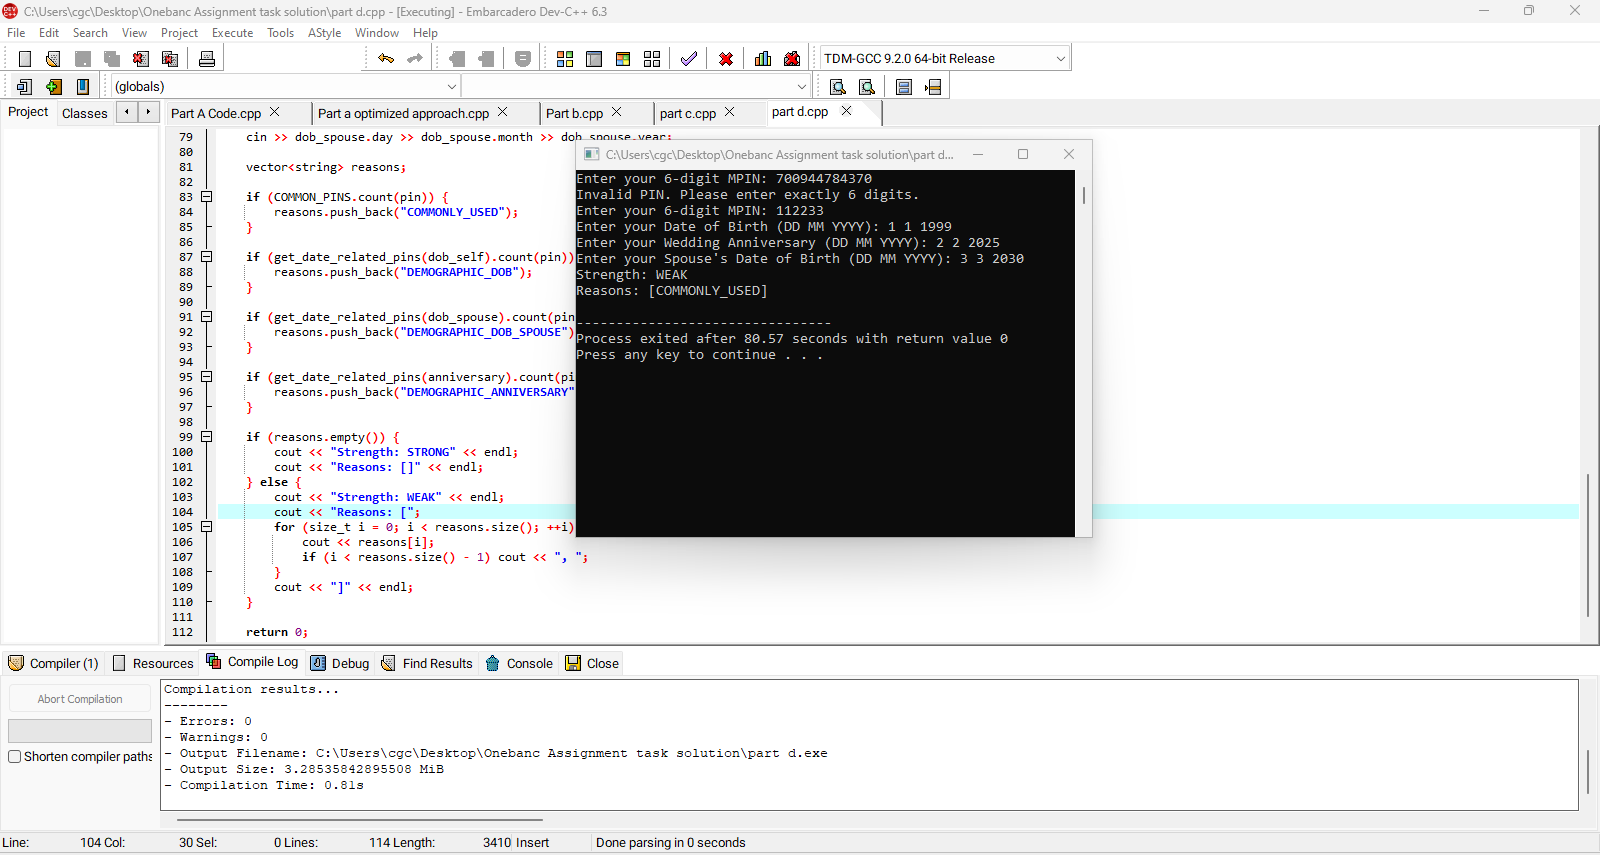 C:\Users\cgc\Desktop\Onebanc Assignment task solution\part d.cpp - [Executing] - Embarcadero Dev-C++ 6.3
File Edit Search View Project Execute Tools AStyle Window Help
TDM-GCC 9.2.0 64-bit Release
(globals)
Project Classes Part A Code.cpp Part a optimized approach.cpp Part b.cpp part c.cpp part d.cpp
79 cin >> dob_spouse.day >> dob_spouse.month >> dob_spouse.year;
80
81 vector<string> reasons;
82
83 if (COMMON_PINS.count(pin)) {
84 reasons.push_back("COMMONLY_USED");
85 }
86
87 if (get_date_related_pins(dob_self).count(pin))
88 reasons.push_back("DEMOGRAPHIC_DOB");
89 }
90
91 if (get_date_related_pins(dob_spouse).count(pin
92 reasons.push_back("DEMOGRAPHIC_DOB_SPOUSE")
93 }
94
95 if (get_date_related_pins(anniversary).count(pi
96 reasons.push_back("DEMOGRAPHIC_ANNIVERSARY"
97 }
98
99 if (reasons.empty()) {
100 cout << "Strength: STRONG" << endl;
101 cout << "Reasons: []" << endl;
102 } else {
103 cout << "Strength: WEAK" << endl;
104 cout << "Reasons: [";
105 for (size_t i = 0; i < reasons.size(); ++i)
106 cout << reasons[i];
107 if (i < reasons.size() - 1) cout << ", ";
108 }
109 cout << "]" << endl;
110 }
111
112 return 0;
C:\Users\cgc\Desktop\Onebanc Assignment task solution\part d...
Enter your 6-digit MPIN: 700944784370
Invalid PIN. Please enter exactly 6 digits.
Enter your 6-digit MPIN: 112233
Enter your Date of Birth (DD MM YYYY): 1 1 1999
Enter your Wedding Anniversary (DD MM YYYY): 2 2 2025
Enter your Spouse's Date of Birth (DD MM YYYY): 3 3 2030
Strength: WEAK
Reasons: [COMMONLY_USED]
--------------------------------
Process exited after 80.57 seconds with return value 0
Press any key to continue . . .
Compiler (1) Resources Compile Log Debug Find Results Console Close
Abort Compilation
Shorten compiler paths
Compilation results...
--------
- Errors: 0
- Warnings: 0
- Output Filename: C:\Users\cgc\Desktop\Onebanc Assignment task solution\part d.exe
- Output Size: 3.28535842895508 MiB
- Compilation Time: 0.81s
Line: 104 Col: 30 Sel: 0 Lines: 114 Length: 3410 Insert Done parsing in 0 seconds